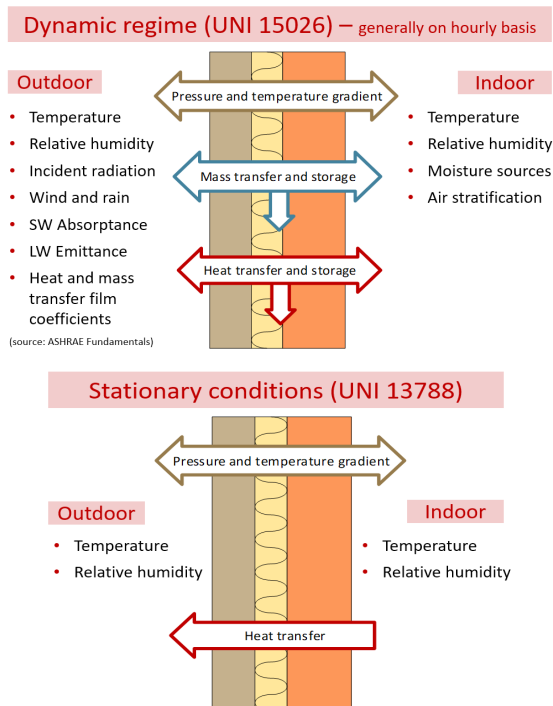 Dynamic regime (UNI 15026) – generally on hourly basis
Outdoor
• Temperature
• Relative humidity
• Incident radiation
• Wind and rain
• SW Absorptance
• LW Emittance
• Heat and mass
transfer film
coefficients
(source: ASHRAE Fundamentals)
Pressure and temperature gradient
Mass transfer and storage
Heat transfer and storage
Indoor
• Temperature
• Relative humidity
• Moisture sources
• Air stratification
Stationary conditions (UNI 13788)
Pressure and temperature gradient
Outdoor
• Temperature
• Relative humidity
Indoor
• Temperature
• Relative humidity
Heat transfer